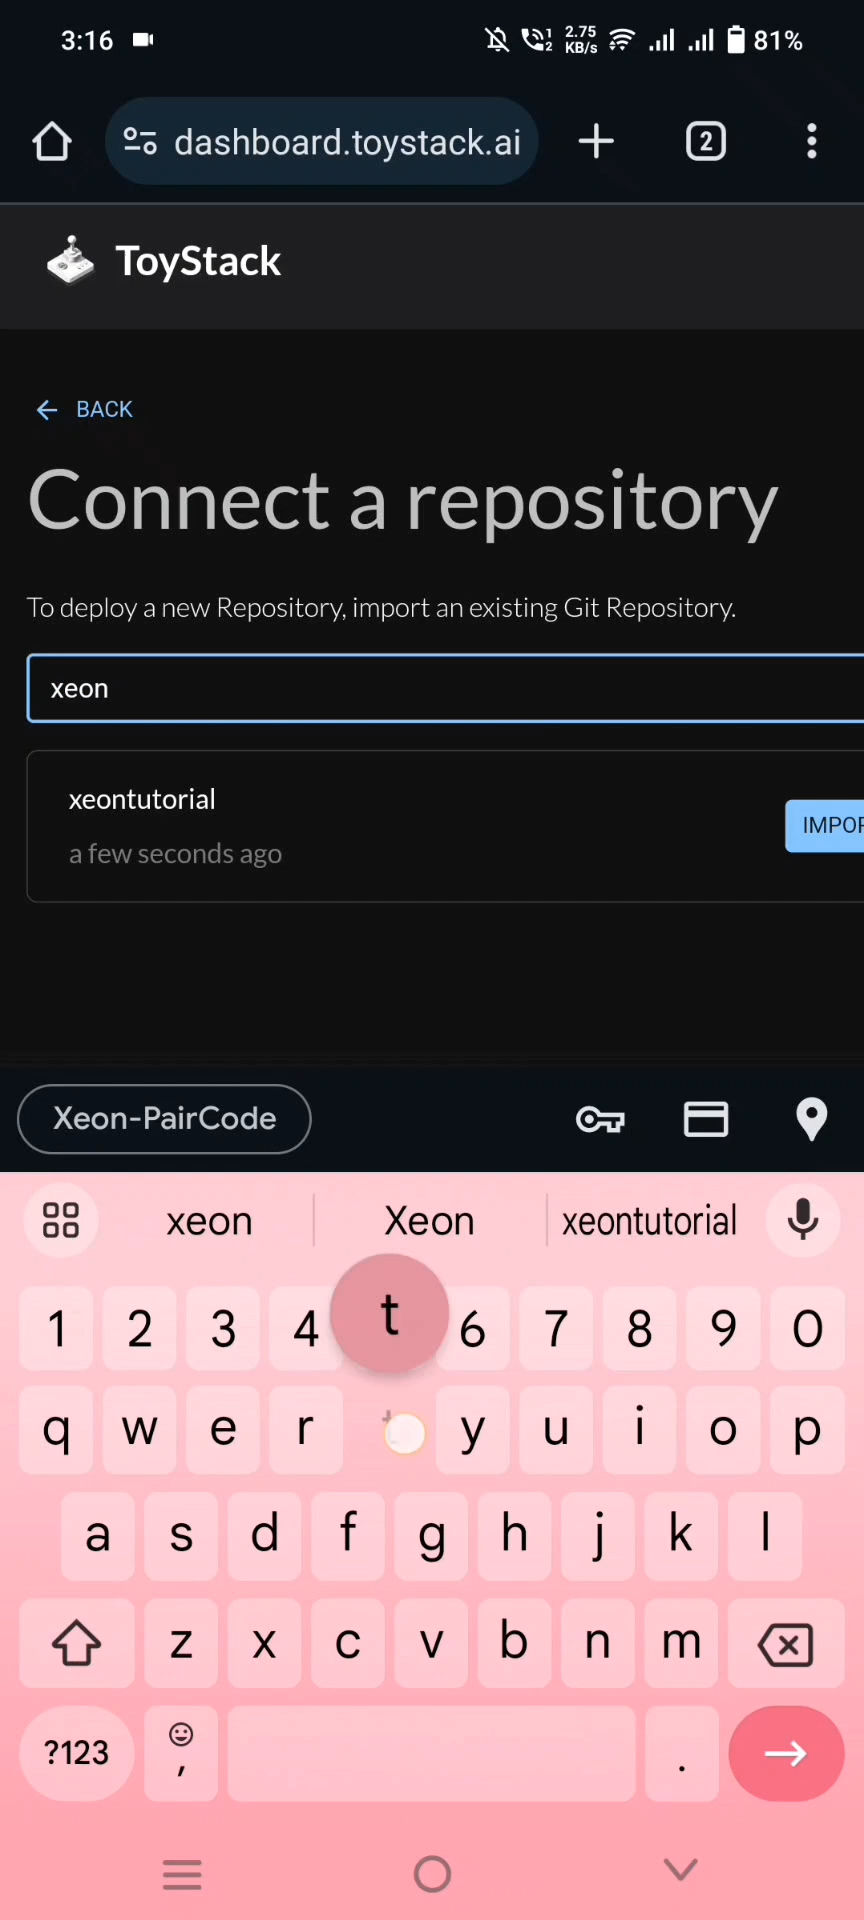 3:16 2.75 KB/s 81%
dashboard.toystack.ai 2
ToyStack
BACK
Connect a repository
To deploy a new Repository, import an existing Git Repository.
xeon
xeontutorial
IMPOR
a few seconds ago
Xeon-PairCode
xeon Xeon xeontutorial
1 2 3 4 t 6 7 8 9 0
q w e r t y u i o p
a s d f g h j k l
z x c v b n m
?123 , .